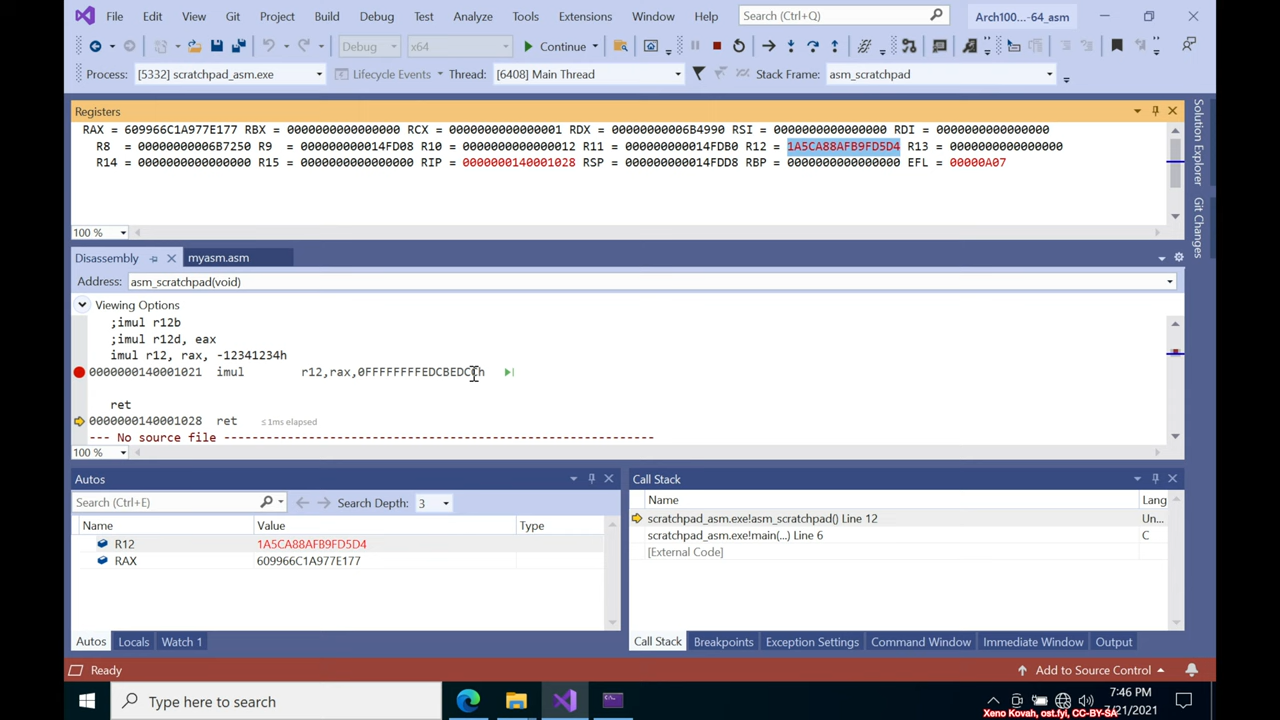 File Edit View Git Project Build Debug Test Analyze Tools Extensions Window Help Search (Ctrl+Q) Arch100...-64_asm
Debug x64 Continue
Process: [5332] scratchpad_asm.exe Lifecycle Events Thread: [6408] Main Thread Stack Frame: asm_scratchpad
Registers
RAX = 609966C1A977E177 RBX = 0000000000000000 RCX = 0000000000000001 RDX = 00000000006B4990 RSI = 0000000000000000 RDI = 0000000000000000
R8 = 00000000006B7250 R9 = 000000000014FD03 R10 = 0000000000000012 R11 = 000000000014FDB0 R12 = 1A5CA88AFB9FD5D4 R13 = 0000000000000000
R14 = 0000000000000000 R15 = 0000000000000000 RIP = 0000000140001028 RSP = 000000000014FDD8 RBP = 0000000000000000 EFL = 00000A07
100 %
Disassembly myasm.asm
Address: asm_scratchpad(void)
Viewing Options
;imul r12b
;imul r12d, eax
imul r12, rax, -12341234h
0000000140001021 imul r12,rax,0FFFFFFFFEDCBEDCCh
ret
0000000140001028 ret ≤1ms elapsed
--- No source file -----------------------------------------------------------
100 %
Autos
Search (Ctrl+E) Search Depth: 3
Name Value Type
R12 1A5CA88AFB9FD5D4
RAX 609966C1A977E177
Autos Locals Watch 1
Call Stack
Name Lang
scratchpad_asm.exe!asm_scratchpad() Line 12 Un...
scratchpad_asm.exe!main(...) Line 6 C
[External Code]
Call Stack Breakpoints Exception Settings Command Window Immediate Window Output
Solution Explorer
Git Changes
Ready Add to Source Control
Type here to search
7:46 PM
7/21/2021
Xeno Kovah, ost.fyi, CC-BY-SA